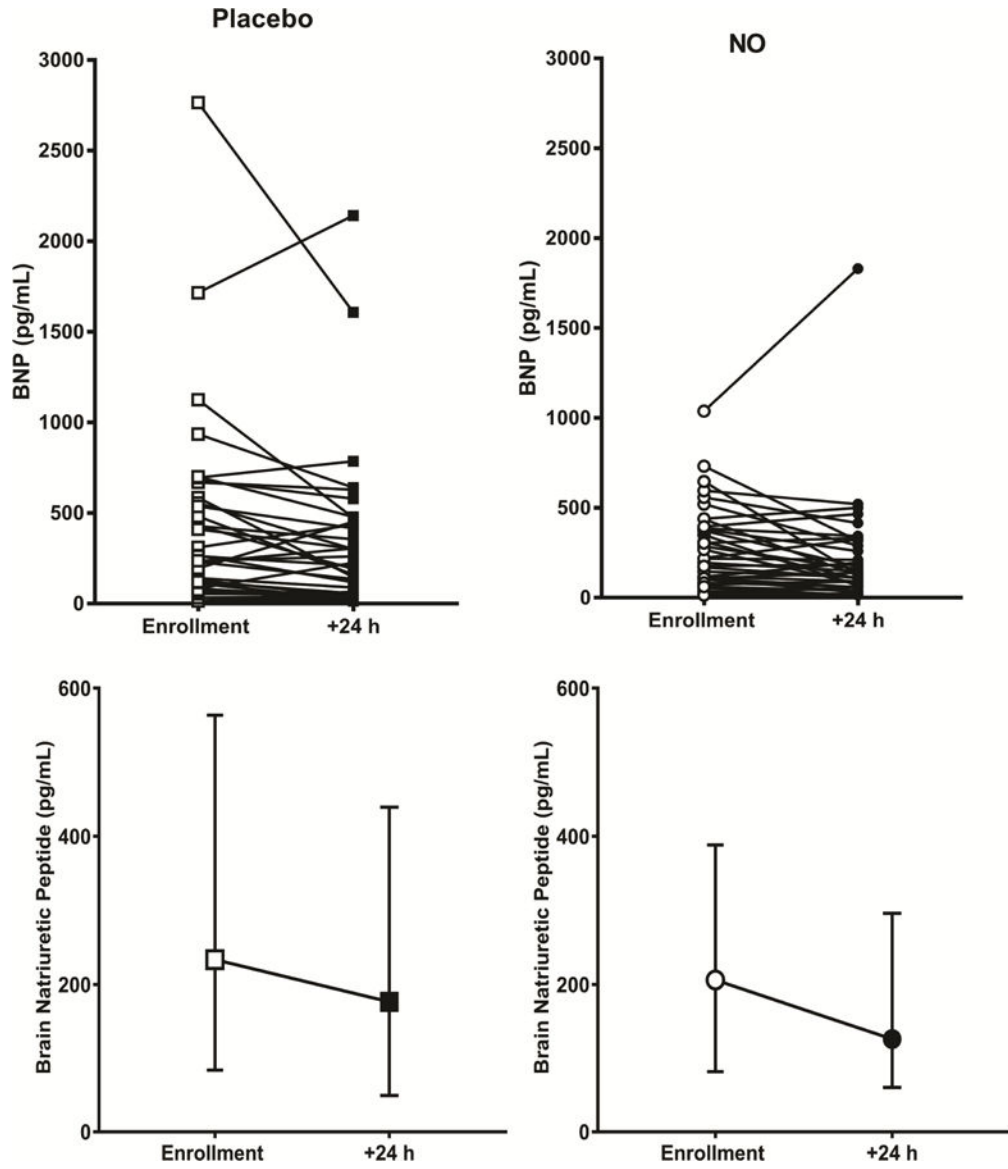 Placebo
3000
2500
2000
1500
1000
500
0
BNP (pg/mL)
Enrollment +24 h
NO
3000
2500
2000
1500
1000
500
0
BNP (pg/mL)
Enrollment +24 h
600
400
200
0
Brain Natriuretic Peptide (pg/mL)
Enrollment +24 h
600
400
200
0
Brain Natriuretic Peptide (pg/mL)
Enrollment +24 h